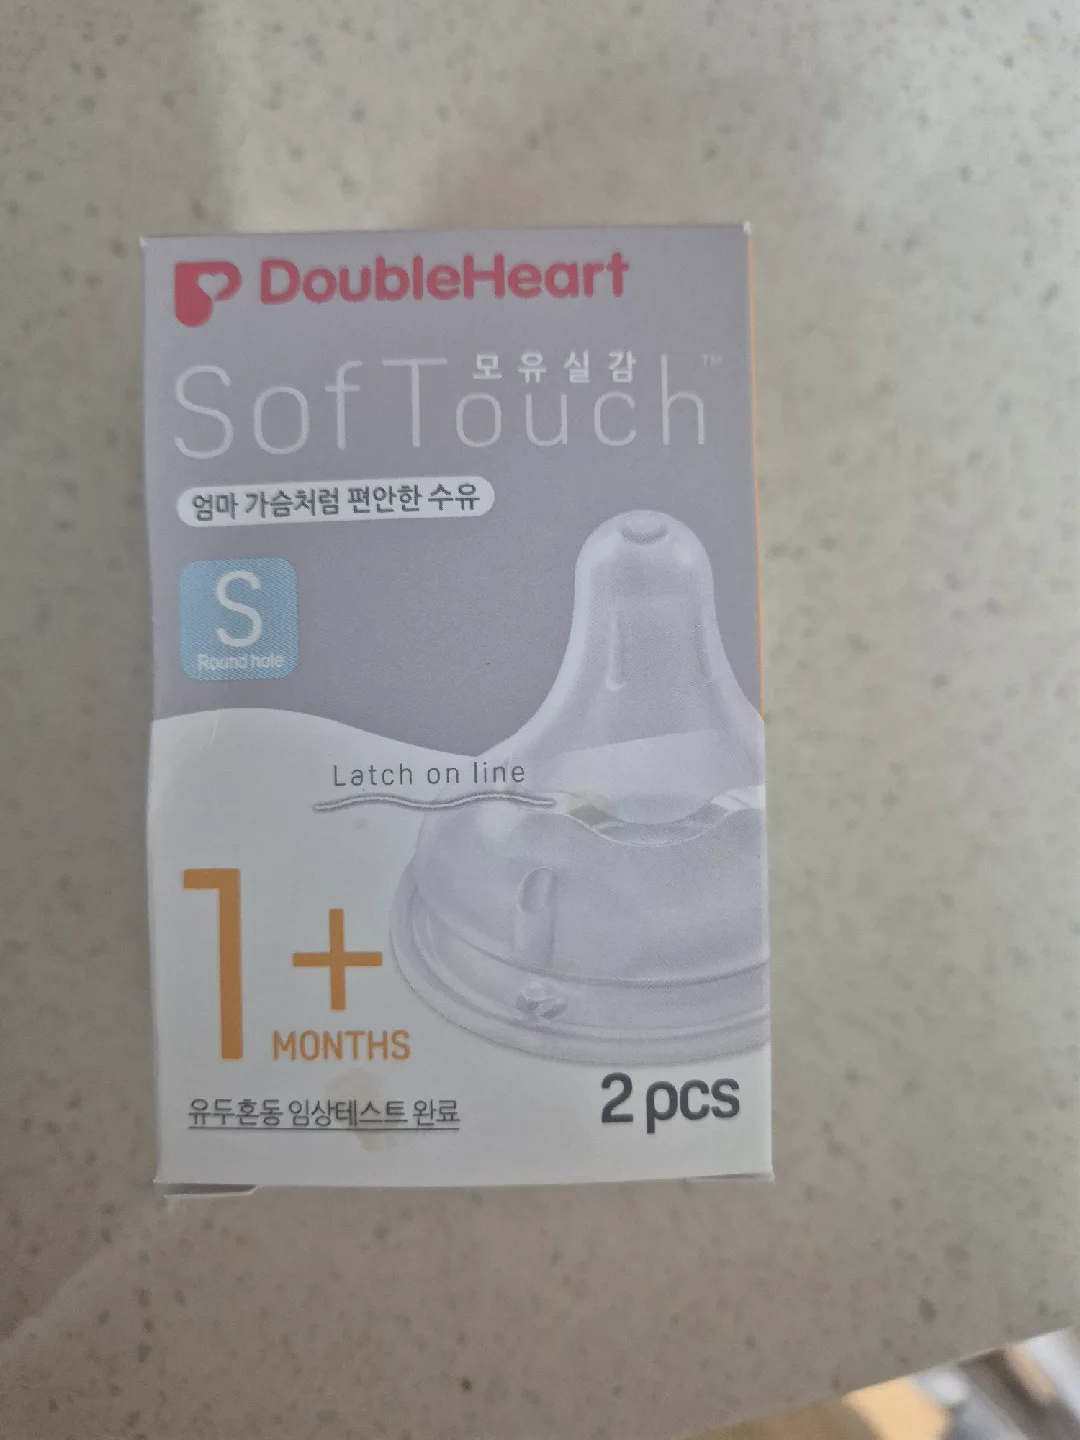 DoubleHeart
모유실감
SofTouch™
엄마 가슴처럼 편안한 수유
S
Round hole
Latch on line
1+
MONTHS
2 pcs
유두혼동 임상테스트 완료